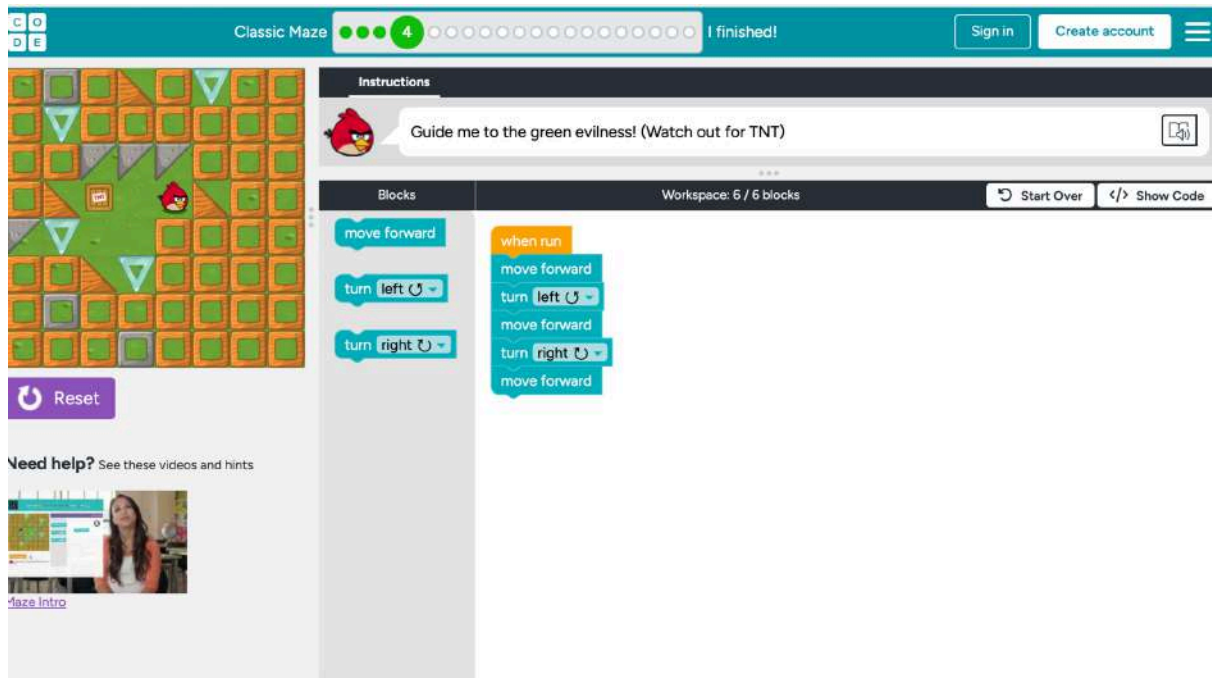 C O
D E
Classic Maze
4
I finished!
Sign in
Create account
Instructions
Guide me to the green evilness! (Watch out for TNT)
Blocks
Workspace: 6 / 6 blocks
Start Over
</> Show Code
move forward
turn left
turn right
when run
move forward
turn left
move forward
turn right
move forward
TNT
Reset
Need help? See these videos and hints
Maze Intro